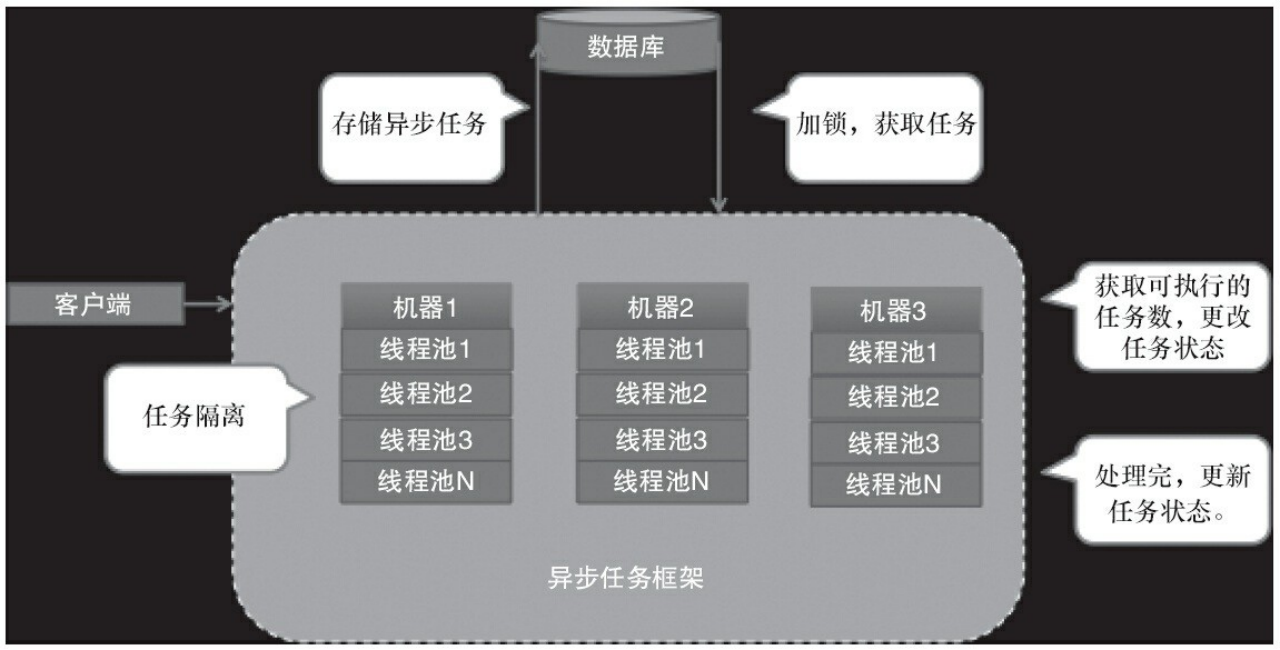 数据库
存储异步任务
加锁，获取任务
客户端
机器1
线程池1
线程池2
线程池3
线程池N
机器2
线程池1
线程池2
线程池3
线程池N
机器3
线程池1
线程池2
线程池3
线程池N
获取可执行的
任务数，更改
任务状态
任务隔离
处理完，更新
任务状态。
异步任务框架